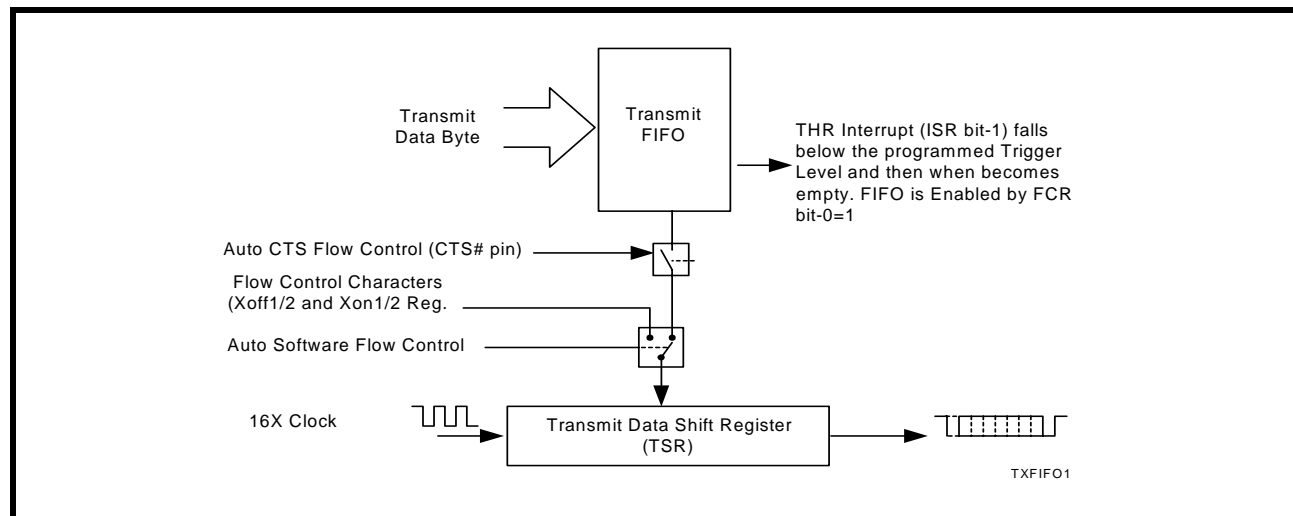 Transmit
Data Byte
Transmit
FIFO
THR Interrupt (ISR bit-1) falls
below the programmed Trigger
Level and then when becomes
empty. FIFO is Enabled by FCR
bit-0=1
Auto CTS Flow Control (CTS# pin)
Flow Control Characters
(Xoff1/2 and Xon1/2 Reg.
Auto Software Flow Control
16X Clock
Transmit Data Shift Register
(TSR)
TXFIFO1